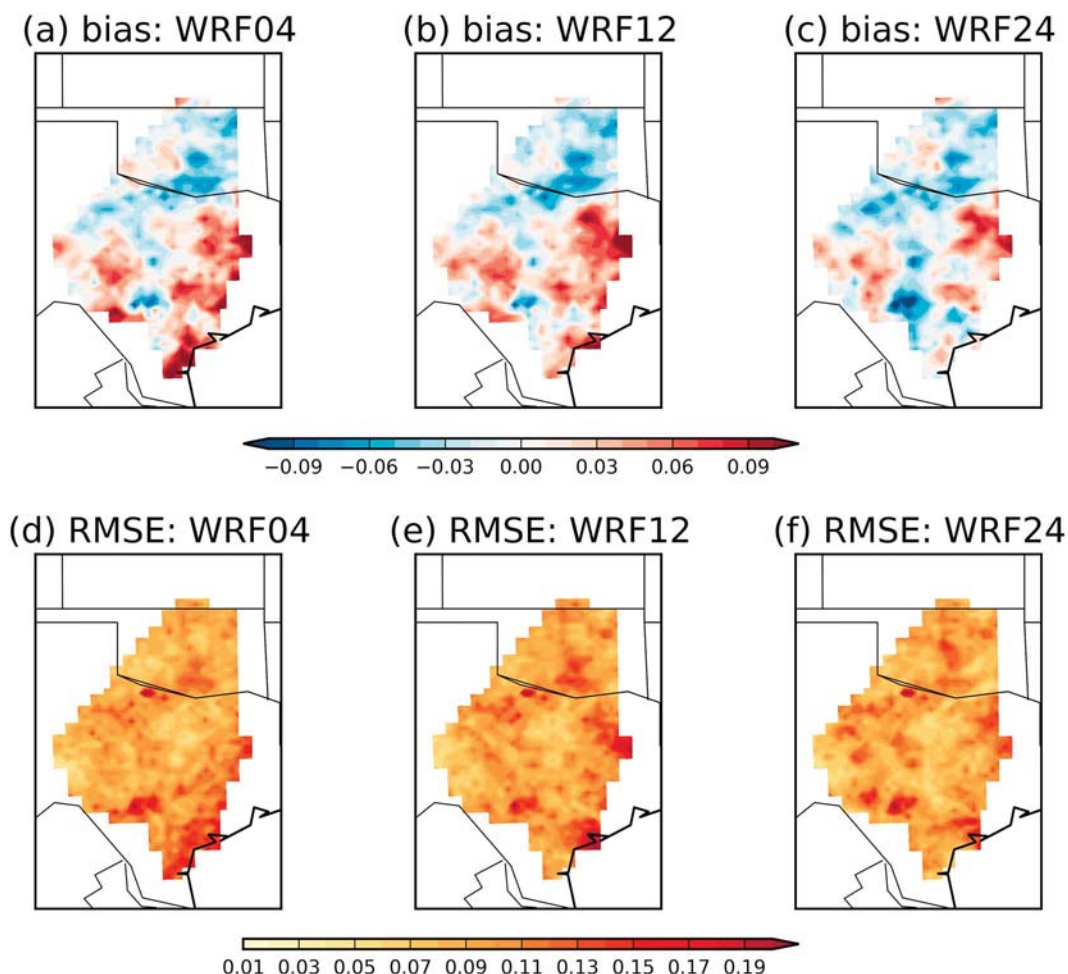 (a) bias: WRF04 (b) bias: WRF12 (c) bias: WRF24
−0.09 −0.06 −0.03 0.00 0.03 0.06 0.09
(d) RMSE: WRF04 (e) RMSE: WRF12 (f) RMSE: WRF24
0.01 0.03 0.05 0.07 0.09 0.11 0.13 0.15 0.17 0.19